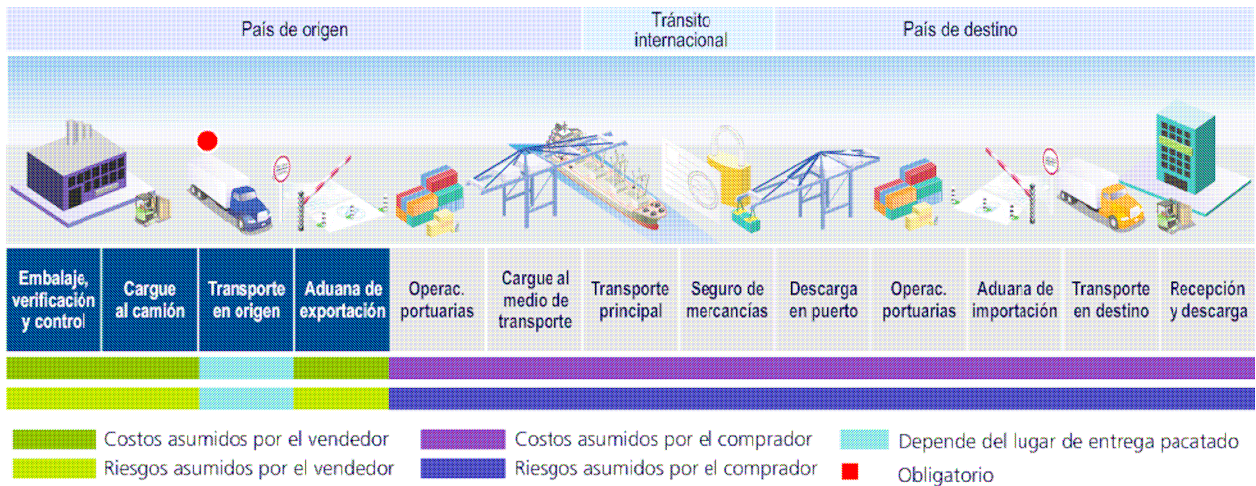 País de origen
Tránsito
internacional
País de destino
Embalaje,
verificación
y control
Cargue
al camión
Transporte
en origen
Aduana de
exportación
Operac.
portuarias
Cargue al
medio de
transporte
Transporte
principal
Seguro de
mercancías
Descarga
en puerto
Operac.
portuarias
Aduana de
importación
Transporte
en destino
Recepción
y descarga
Costos asumidos por el vendedor
Costos asumidos por el comprador
Depende del lugar de entrega pacatado
Riesgos asumidos por el vendedor
Riesgos asumidos por el comprador
Obligatorio